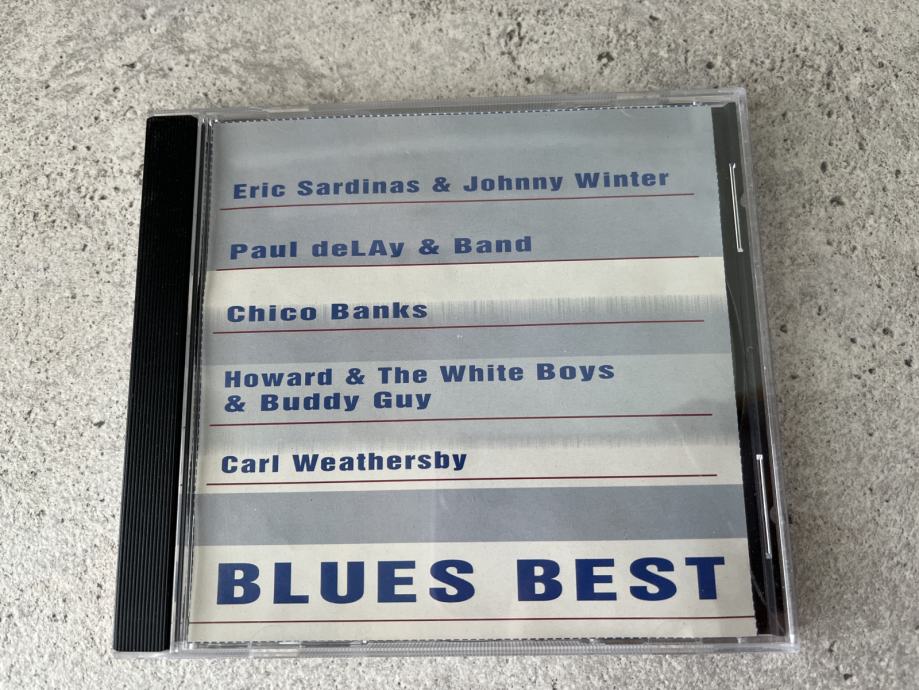 Eric Sardinas & Johnny Winter
Paul deLAy & Band
Chico Banks
Howard & The White Boys
& Buddy Guy
Carl Weathersby
BLUES BEST